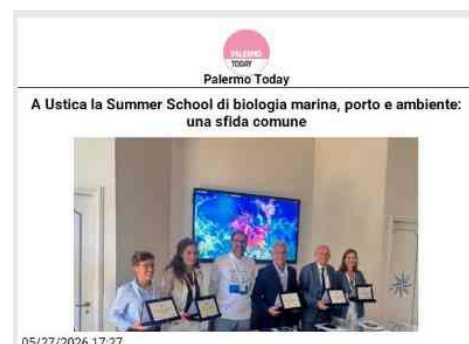 PALERMO
TODAY
Palermo Today
A Ustica la Summer School di biologia marina, porto e ambiente:
una sfida comune
05/27/2026 17:27